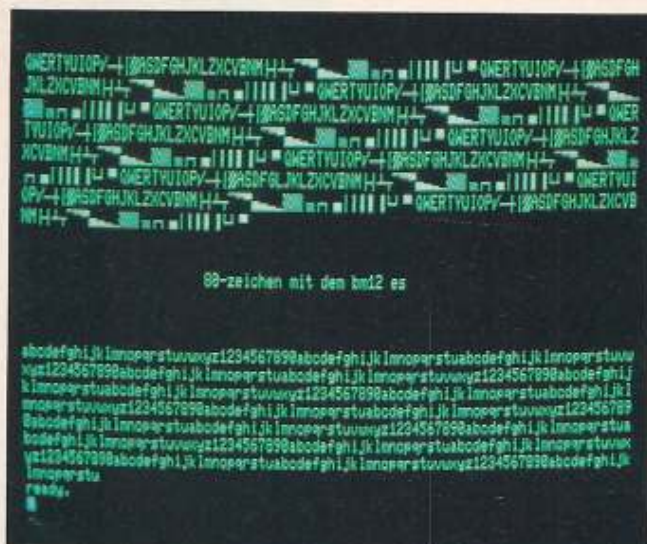 QWERTYUIOP ASDFGHJKLZXCVBNM QWERTYUIOP ASDFGH
JKLZXCVBNM QWERTYUIOP ASDFGHJKLZXCVBNM
QWERTYUIOP ASDFGHJKLZXCVBNM QWER
TYUIOP ASDFGHJKLZXCVBNM QWERTYUIOP ASDFGHJKLZ
XCVBNM QWERTYUIOP ASDFGHJKLZXCVBNM
QWERTYUIOP ASDFGLJKLZXCVBNM QWERTYUI
OP ASDFGHJKLZXCVBNM QWERTYUIOP ASDFGHJKLZXCVB
NM
80-zeichen mit dem bm12 es
abcdefghijklmnopqrstuvwxyz1234567890abcdefghijklmnopqrstuabcdefghijklmnopqrstuvw
xyz1234567890abcdefghijklmnopqrstuabcdefghijklmnopqrstuvwxyz1234567890abcdefghij
klmnopqrstuabcdefghijklmnopqrstuvwxyz1234567890abcdefghijklmnopqrstuabcdefghijkl
mnopqrstuvwxyz1234567890abcdefghijklmnopqrstuabcdefghijklmnopqrstuvwxyz123456789
0abcdefghijklmnopqrstuabcdefghijklmnopqrstuvwxyz1234567890abcdefghijklmnopqrstua
bcdefghijklmnopqrstuvwxyz1234567890abcdefghijklmnopqrstuabcdefghijklmnopqrstuvwx
yz1234567890abcdefghijklmnopqrstuabcdefghijklmnopqrstuvwxyz1234567890abcdefghijk
lmnopqrstu
ready.